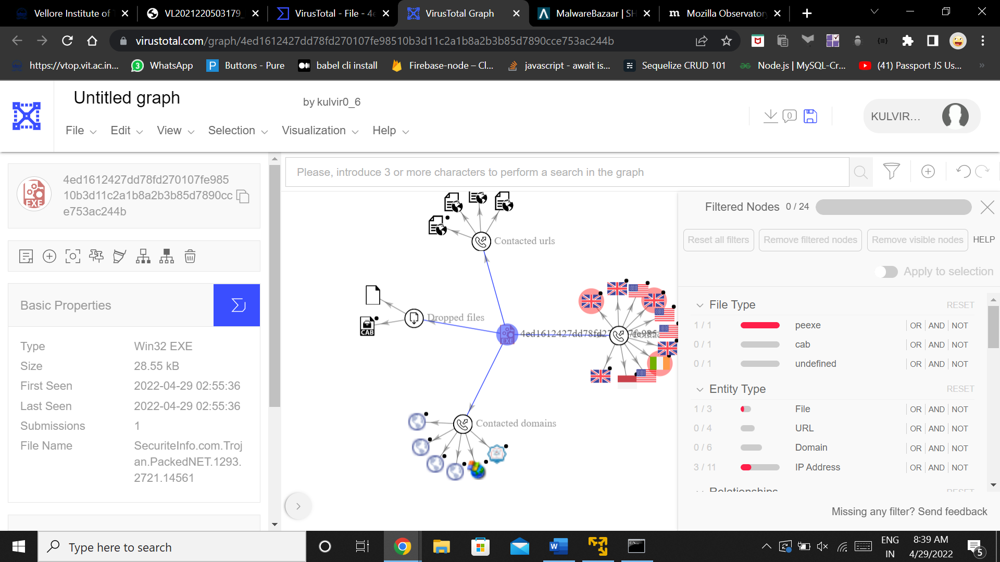 Vellore Institute of T
VL2021220503179_
VirusTotal - File - 4e
VirusTotal Graph
MalwareBazaar | SH
Mozilla Observatory
virustotal.com/graph/4ed1612427dd78fd270107fe98510b3d11c2a1b8a2b3b85d7890cce753ac244b
https://vtop.vit.ac.in...
WhatsApp
Buttons - Pure
babel cli install
Firebase-node – Cl...
javascript - await is...
Sequelize CRUD 101
Node.js | MySQL-Cr...
(41) Passport JS Us...
Untitled graph
by kulvir0_6
File
Edit
View
Selection
Visualization
Help
0
KULVIR...
4ed1612427dd78fd270107fe985
10b3d11c2a1b8a2b3b85d7890cc
e753ac244b
EXE
Please, introduce 3 or more characters to perform a search in the graph
Basic Properties
Type Win32 EXE
Size 28.55 kB
First Seen 2022-04-29 02:55:36
Last Seen 2022-04-29 02:55:36
Submissions 1
File Name SecuriteInfo.com.Troj
an.PackedNET.1293.
2721.14561
Contacted urls
Dropped files
CAB
EXE
4ed1612427dd78fd27
7fe985
Contacted domains
Filtered Nodes 0 / 24
Reset all filters
Remove filtered nodes
Remove visible nodes
HELP
Apply to selection
File Type RESET
1 / 1 peexe OR AND NOT
0 / 1 cab OR AND NOT
0 / 1 undefined OR AND NOT
Entity Type RESET
1 / 3 File OR AND NOT
0 / 4 URL OR AND NOT
0 / 6 Domain OR AND NOT
3 / 11 IP Address OR AND NOT
Relationships RESET
Missing any filter? Send feedback
Type here to search
ENG
IN
8:39 AM
4/29/2022
5